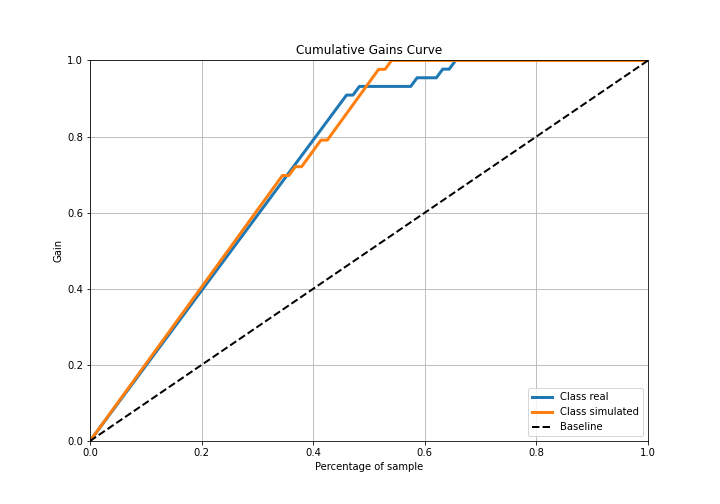 Cumulative Gains Curve
1.0
0.8
0.6
0.4
0.2
0.0
Gain
0.0 0.2 0.4 0.6 0.8 1.0
Percentage of sample
Class real
Class simulated
Baseline